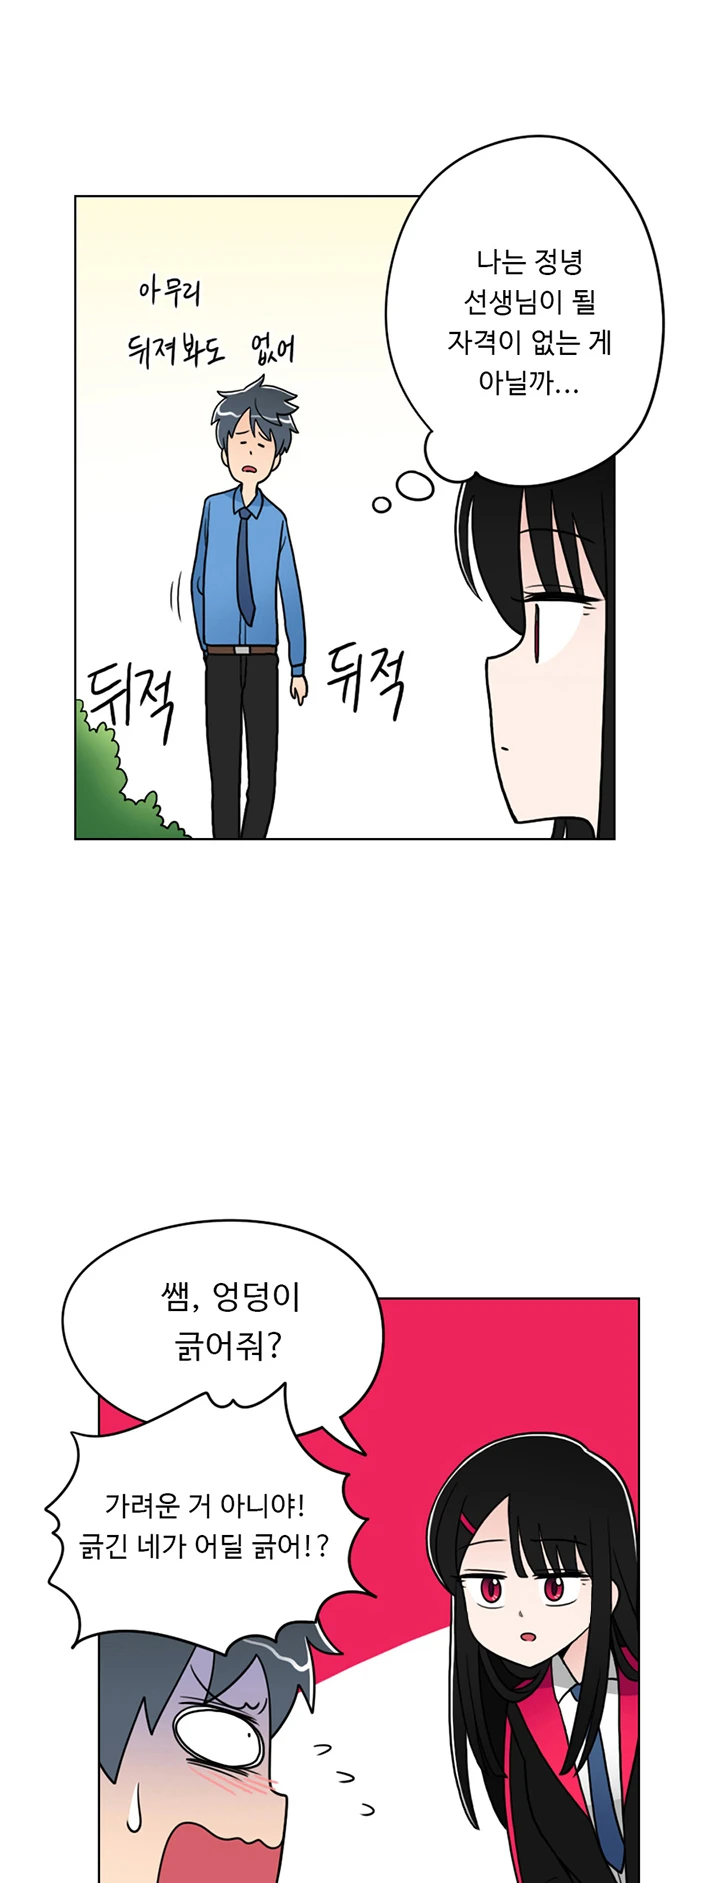 나는 정녕
선생님이 될
자격이 없는 게
아닐까...
아무리
뒤져봐도 없어
뒤적
뒤적
쌤, 엉덩이
긁어줘?
가려운 거 아니야!
긁긴 네가 어딜 긁어!?